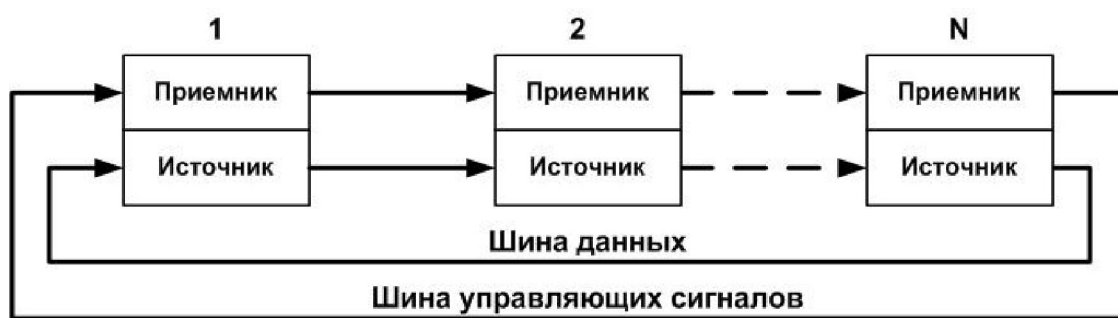 1 2 N
Приемник Приемник Приемник
Источник Источник Источник
Шина данных
Шина управляющих сигналов